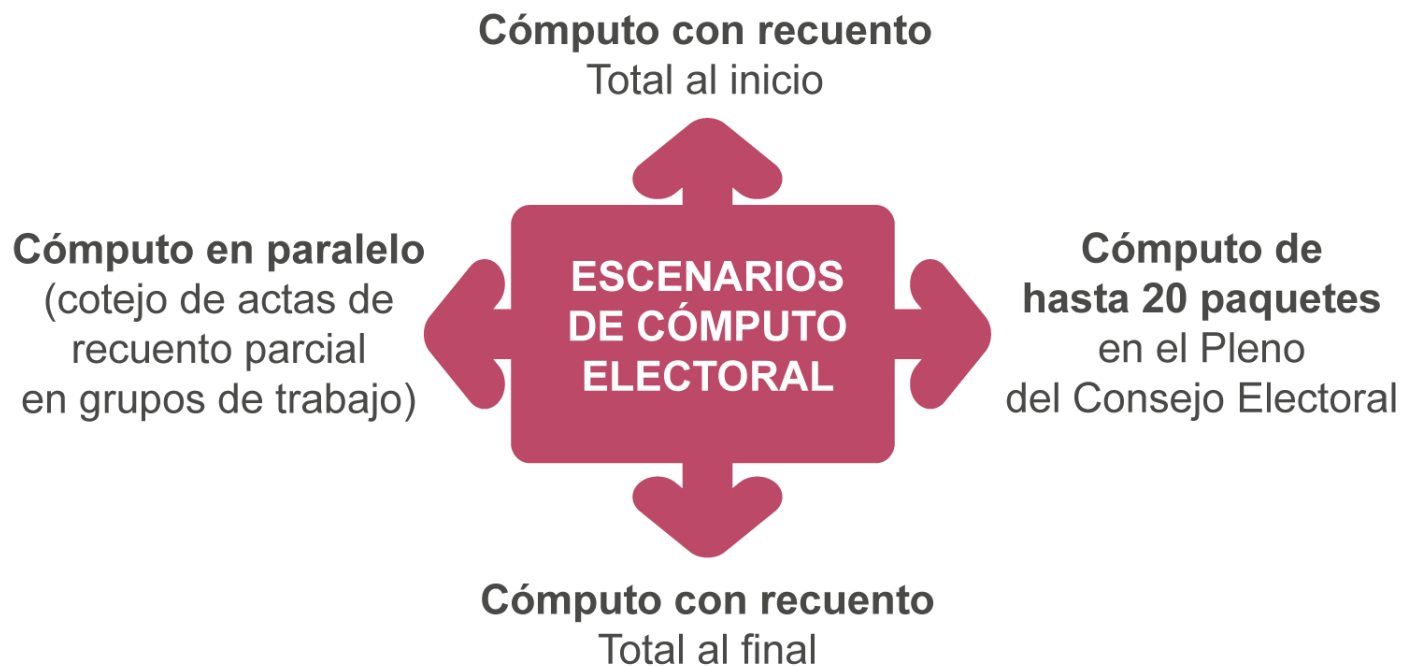 Cómputo con recuento
Total al inicio
Cómputo en paralelo
(cotejo de actas de
recuento parcial
en grupos de trabajo)
ESCENARIOS
DE CÓMPUTO
ELECTORAL
Cómputo de
hasta 20 paquetes
en el Pleno
del Consejo Electoral
Cómputo con recuento
Total al final